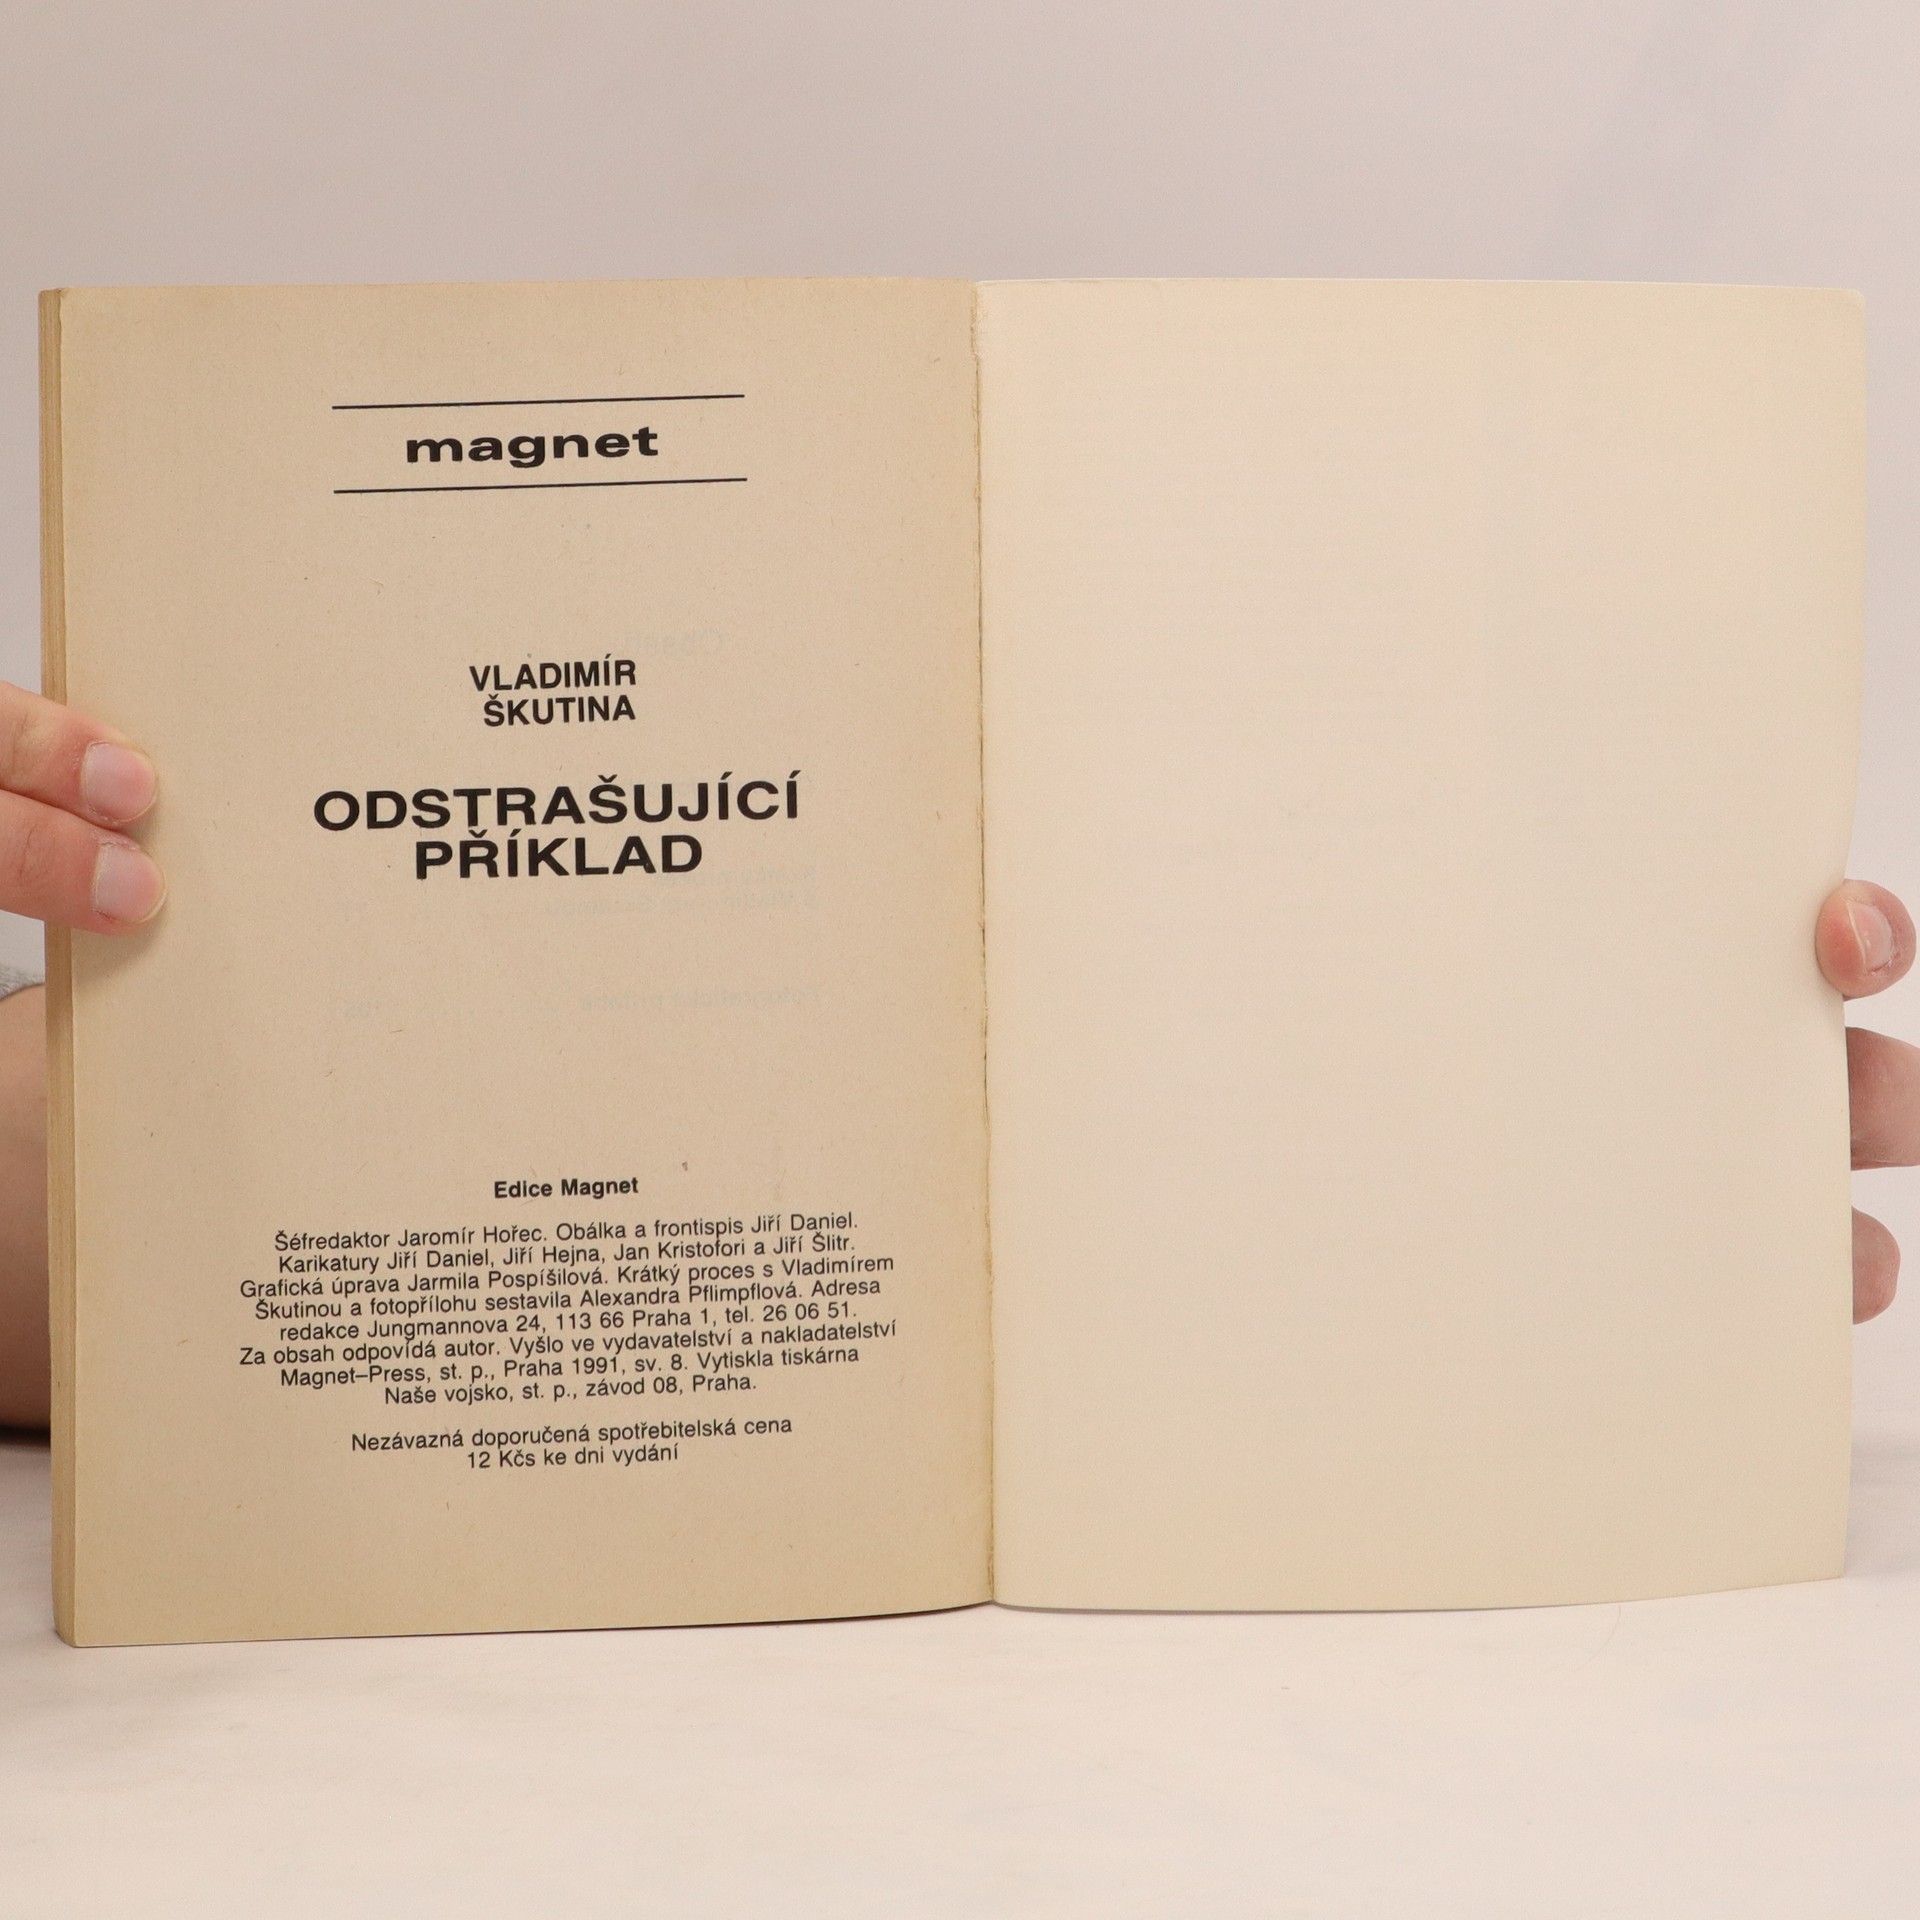 magnet
VLADIMÍR
ŠKUTINA
ODSTRAŠUJÍCÍ
PŘÍKLAD
Edice Magnet
Šéfredaktor Jaromír Hořec. Obálka a frontispis Jiří Daniel.
Karikatury Jiří Daniel, Jiří Hejna, Jan Kristofori a Jiří Šlitr.
Grafická úprava Jarmila Pospíšilová. Krátký proces s Vladimírem
Škutinou a fotopřílohu sestavila Alexandra Pflimpflová. Adresa
redakce Jungmannova 24, 113 66 Praha 1, tel. 26 06 51.
Za obsah odpovídá autor. Vyšlo ve vydavatelství a nakladatelství
Magnet–Press, st. p., Praha 1991, sv. 8. Vytiskla tiskárna
Naše vojsko, st. p., závod 08, Praha.
Nezávazná doporučená spotřebitelská cena
12 Kčs ke dni vydání